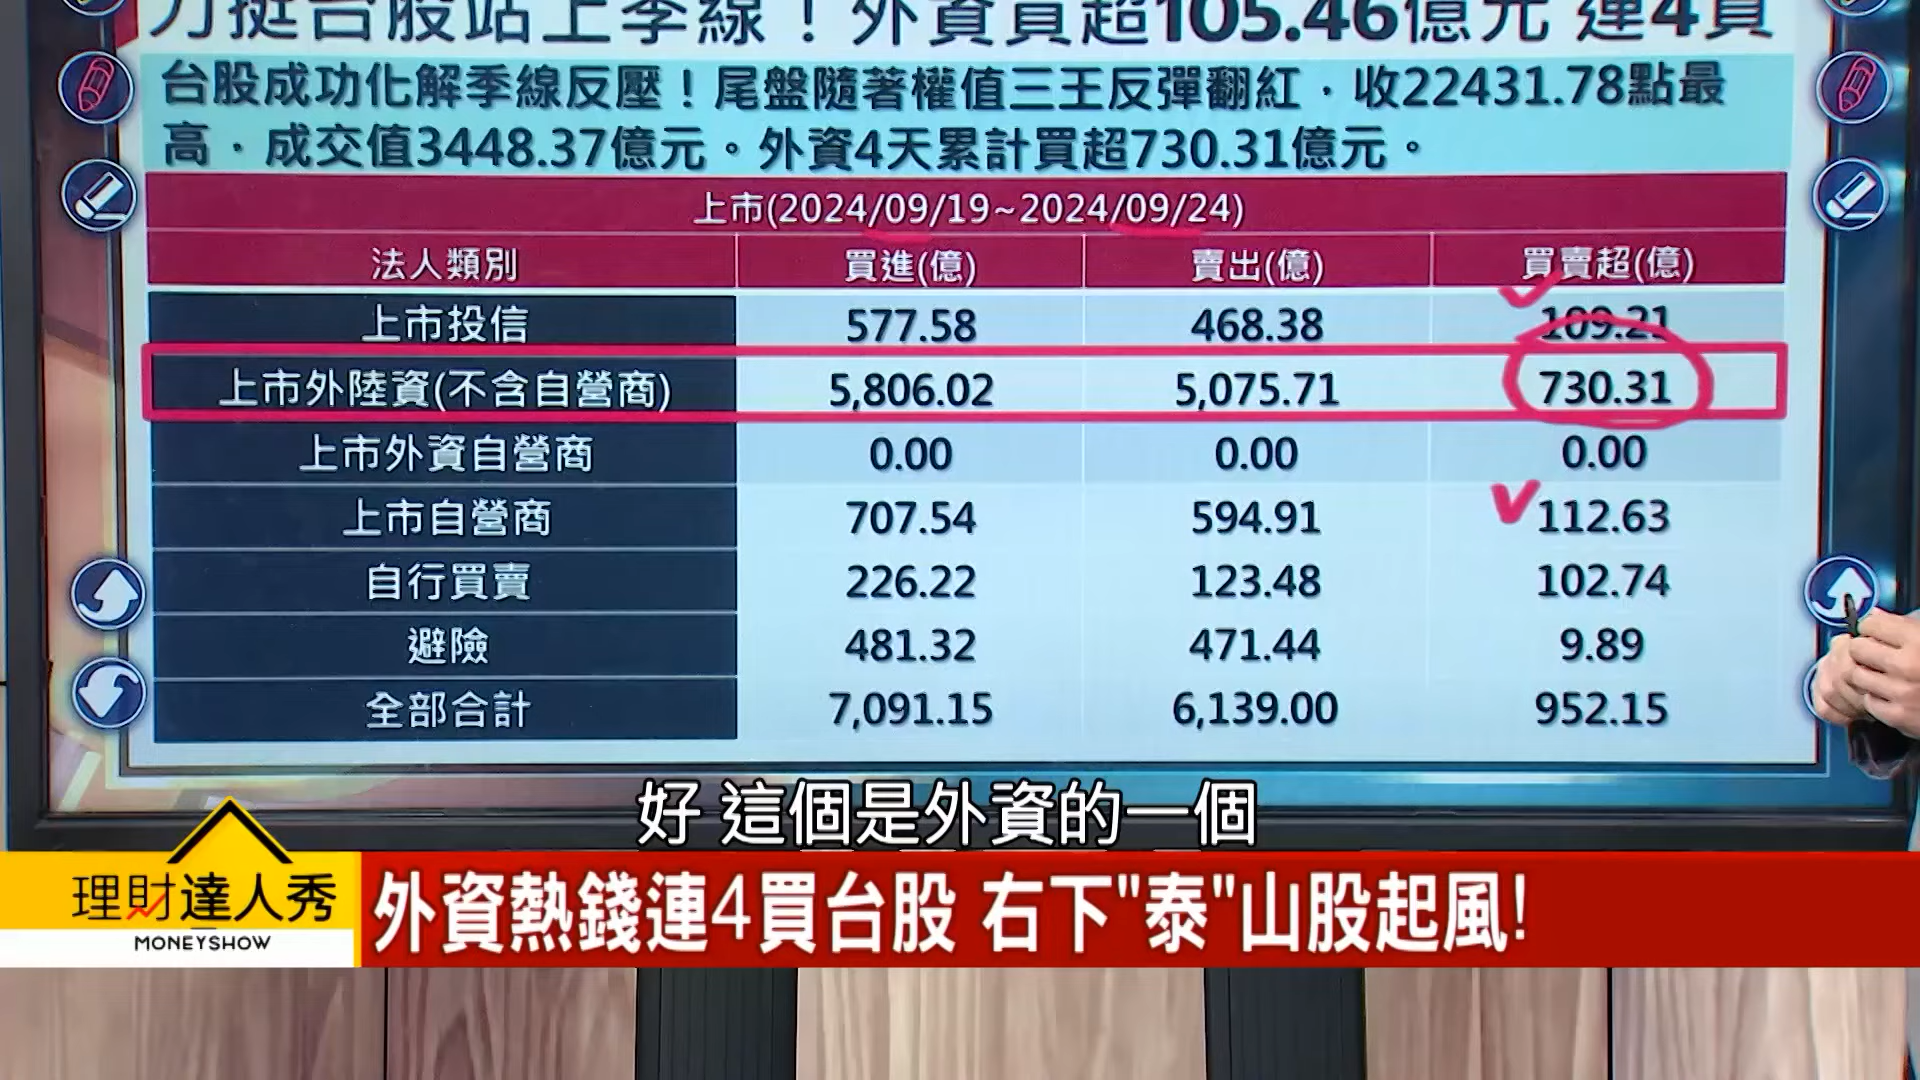 力挺台股站上季線！外資買超105.46億元 連4買
台股成功化解季線反壓！尾盤隨著權值三王反彈翻紅，收22431.78點最
高，成交值3448.37億元。外資4天累計買超730.31億元。
上市(2024/09/19~2024/09/24)
法人類別 買進(億) 賣出(億) 買賣超(億)
上市投信 577.58 468.38 109.21
上市外陸資(不含自營商) 5,806.02 5,075.71 730.31
上市外資自營商 0.00 0.00 0.00
上市自營商 707.54 594.91 112.63
自行買賣 226.22 123.48 102.74
避險 481.32 471.44 9.89
全部合計 7,091.15 6,139.00 952.15
好 這個是外資的一個
理財達人秀
MONEYSHOW
外資熱錢連4買台股 右下"泰"山股起風!